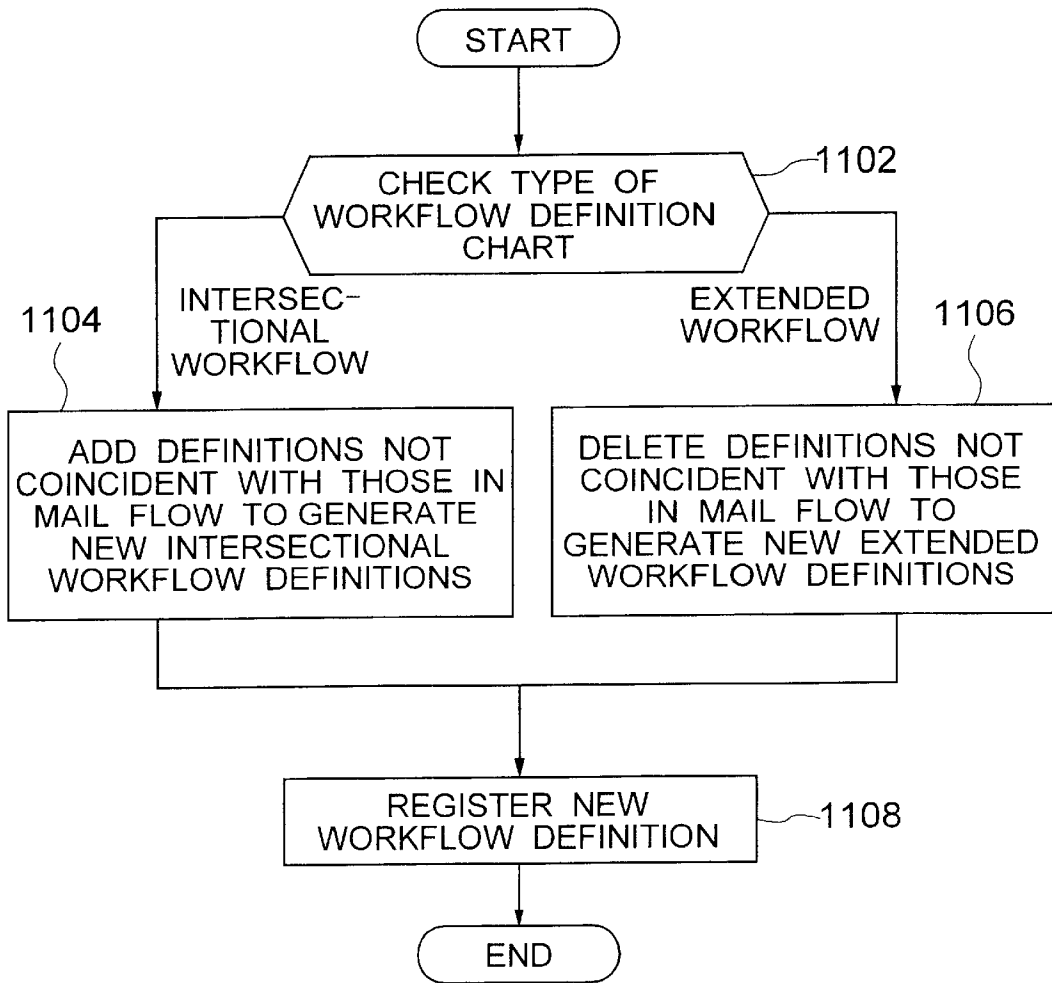 START
1102
CHECK TYPE OF
WORKFLOW DEFINITION
CHART
INTERSEC-
TIONAL
WORKFLOW
EXTENDED
WORKFLOW
1104
1106
ADD DEFINITIONS NOT
COINCIDENT WITH THOSE IN
MAIL FLOW TO GENERATE
NEW INTERSECTIONAL
WORKFLOW DEFINITIONS
DELETE DEFINITIONS NOT
COINCIDENT WITH THOSE
IN MAIL FLOW TO
GENERATE NEW EXTENDED
WORKFLOW DEFINITIONS
REGISTER NEW
WORKFLOW DEFINITION
1108
END